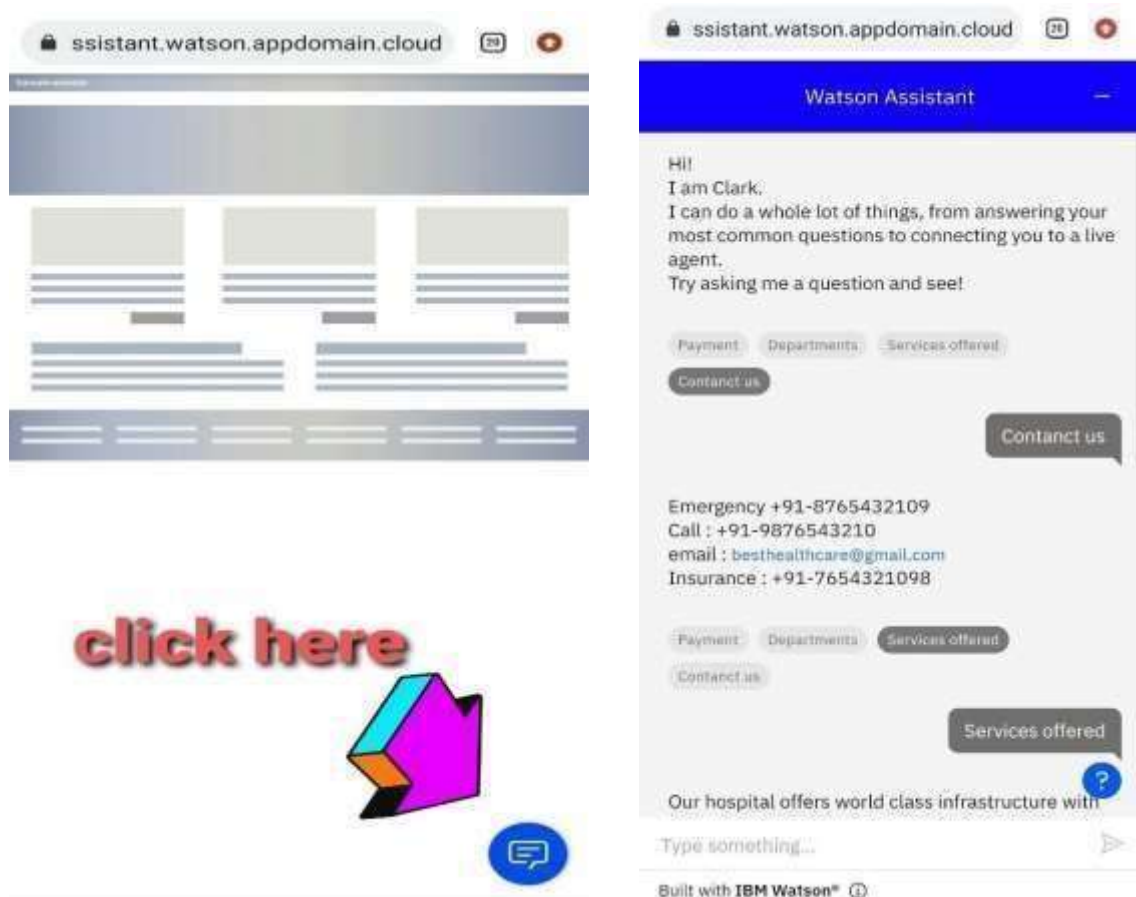 ssistant.watson.appdomain.cloud
click here
ssistant.watson.appdomain.cloud
Watson Assistant
Hi!
I am Clark.
I can do a whole lot of things, from answering your
most common questions to connecting you to a live
agent.
Try asking me a question and see!
Payment Departments Services offered
Contanct us
Contanct us
Emergency +91-8765432109
Call : +91-9876543210
email : besthealthcare@gmail.com
Insurance : +91-7654321098
Payment Departments Services offered
Contanct us
Services offered
?
Our hospital offers world class infrastructure with
Type something...
Built with IBM Watson®